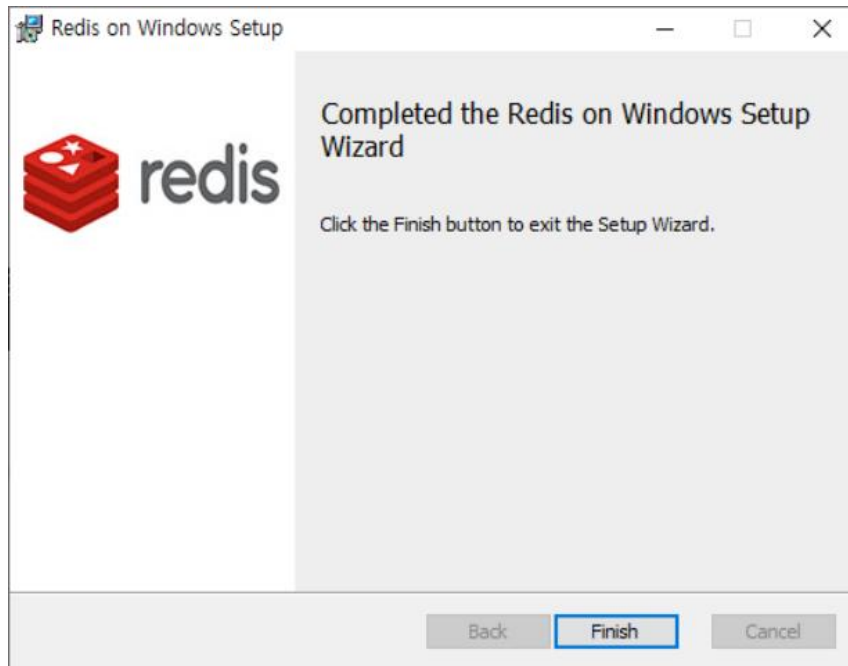 Redis on Windows Setup
redis
Completed the Redis on Windows Setup
Wizard
Click the Finish button to exit the Setup Wizard.
Back
Finish
Cancel